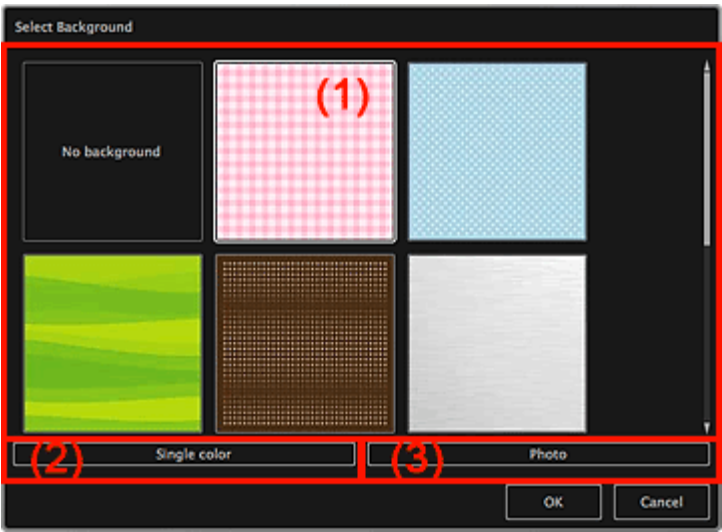 Select Background
(1)
No background
(2) Single color
(3) Photo
OK Cancel